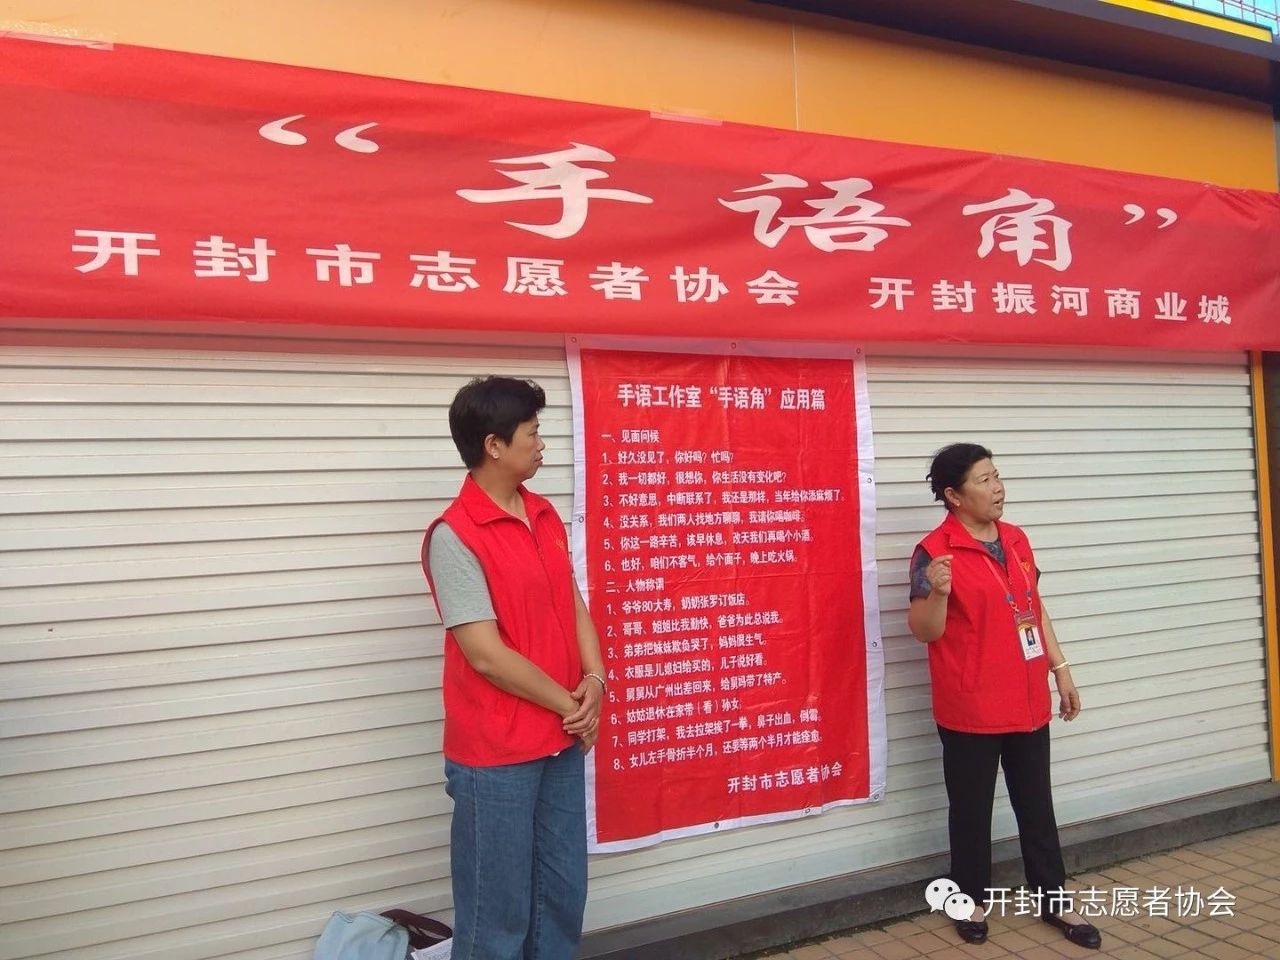 “手语角”
开封市志愿者协会 开封振河商业城
手语工作室“手语角”应用篇
一、见面问候
1、好久没见了，你好吗？忙吗？
2、我一切都好，很想你，你生活没有变化吧？
3、不好意思，中断联系了，我还是那样，当年给你添麻烦了。
4、没关系，我们两人找地方聊聊，我请你喝咖啡。
5、你这一路辛苦，该早休息，改天我们再喝个小酒。
6、也好，咱们不客气，给个面子，晚上吃火锅。
二、人物称谓
1、爷爷80大寿，奶奶张罗订饭店。
2、哥哥、姐姐比我勤快，爸爸为此总说我。
3、弟弟把妹妹欺负哭了，妈妈很生气。
4、衣服是儿媳妇给买的，儿子说好看。
5、舅舅从广州出差回来，给舅妈带了特产。
6、姑姑退休在家带（看）孙女
7、同学打架，我去拉架挨了一拳，鼻子出血，倒霉。
8、女儿左手骨折半个月，还要等两个半月才能痊愈。
开封市志愿者协会
开封市志愿者协会